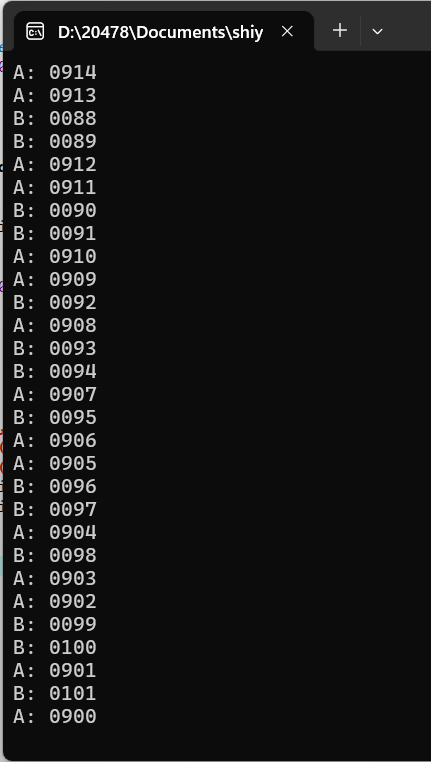 D:\20478\Documents\shiy
A: 0914
A: 0913
B: 0088
B: 0089
A: 0912
A: 0911
B: 0090
B: 0091
A: 0910
A: 0909
B: 0092
A: 0908
B: 0093
B: 0094
A: 0907
B: 0095
A: 0906
A: 0905
B: 0096
B: 0097
A: 0904
B: 0098
A: 0903
A: 0902
B: 0099
B: 0100
A: 0901
B: 0101
A: 0900